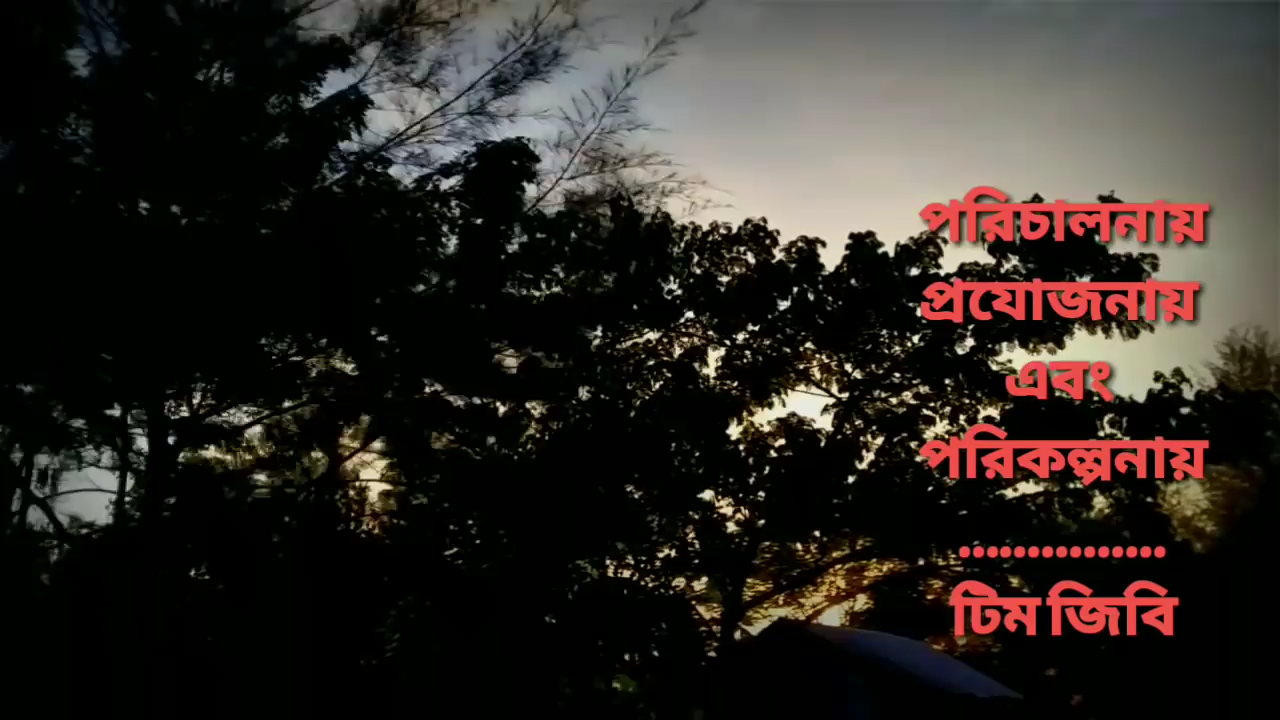 পরিচালনায়
প্রযোজনায়
এবং
পরিকল্পনায়
...............
টিম জিবি